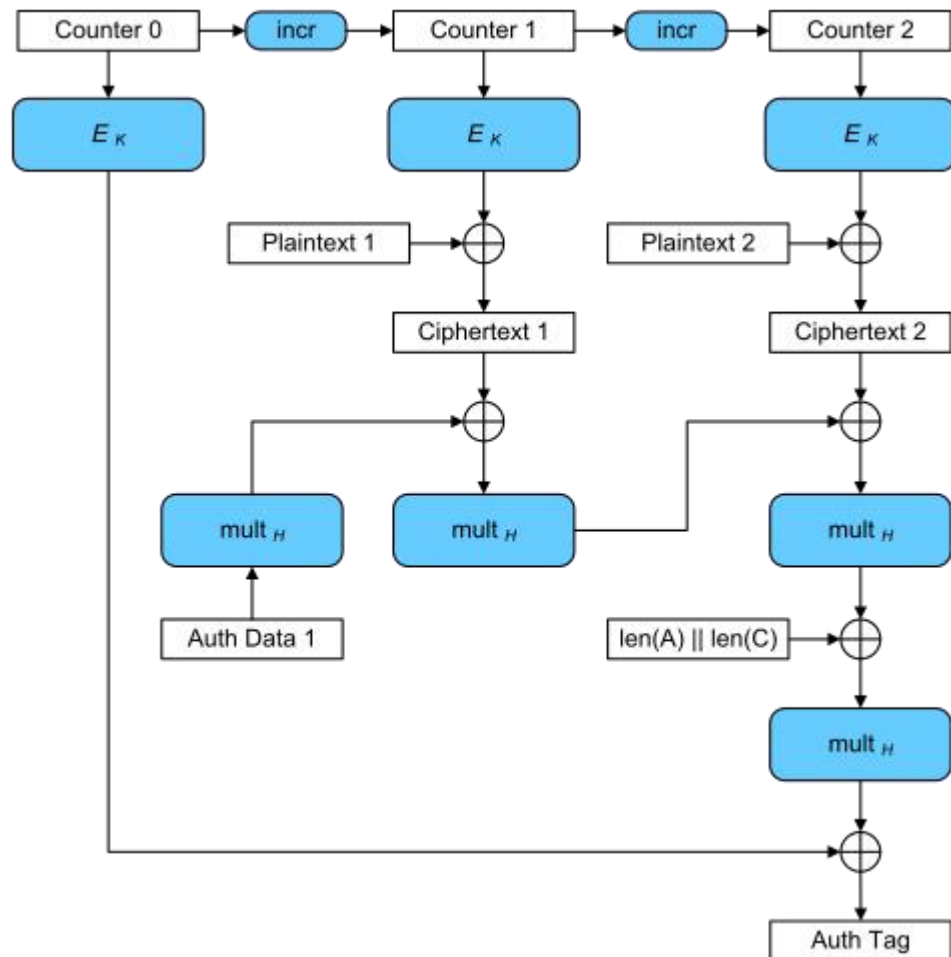 Counter 0
incr
Counter 1
incr
Counter 2
E K
E K
E K
Plaintext 1
Plaintext 2
Ciphertext 1
Ciphertext 2
mult H
mult H
mult H
Auth Data 1
len(A) || len(C)
mult H
Auth Tag